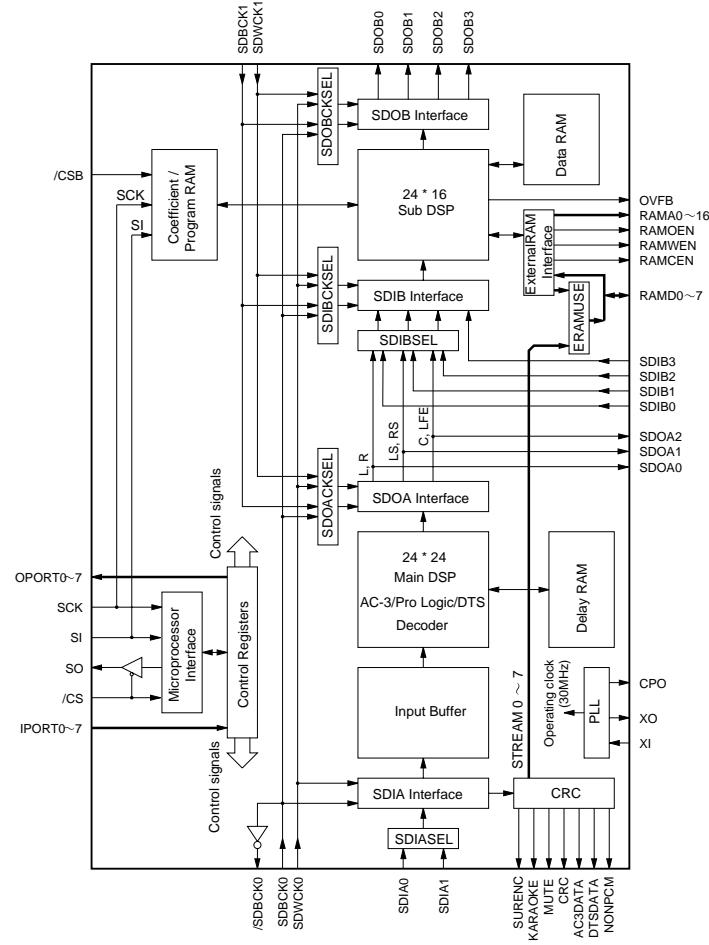 SDBCK1
SDWCK1
SDOB0
SDOB1
SDOB2
SDOB3
SDOBCKSEL
SDOB Interface
Data RAM
/CSB
SCK
SI
Coefficient /
Program RAM
24 * 16
Sub DSP
OVFB
RAMA0～16
RAMOEN
RAMWEN
RAMCEN
ExternalRAM
Interface
SDIBCKSEL
SDIB Interface
ERAMUSE
RAMD0～7
SDIBSEL
SDIB3
SDIB2
SDIB1
SDIB0
L, R
LS, RS
C, LFE
SDOA2
SDOA1
SDOA0
SDOACKSEL
SDOA Interface
Control signals
OPORT0～7
SCK
SI
SO
/CS
IPORT0～7
Microprocessor
Interface
Control Registers
Control signals
24 * 24
Main DSP
AC-3/Pro Logic/DTS
Decoder
Delay RAM
Input Buffer
STREAM 0 ～ 7
Operating clock
(30MHz)
PLL
CPO
XO
XI
SDIA Interface
CRC
SDIASEL
/SDBCK0
SDBCK0
SDWCK0
SDIA0
SDIA1
SURENC
KARAOKE
MUTE
CRC
AC3DATA
DTSDATA
NONPCM